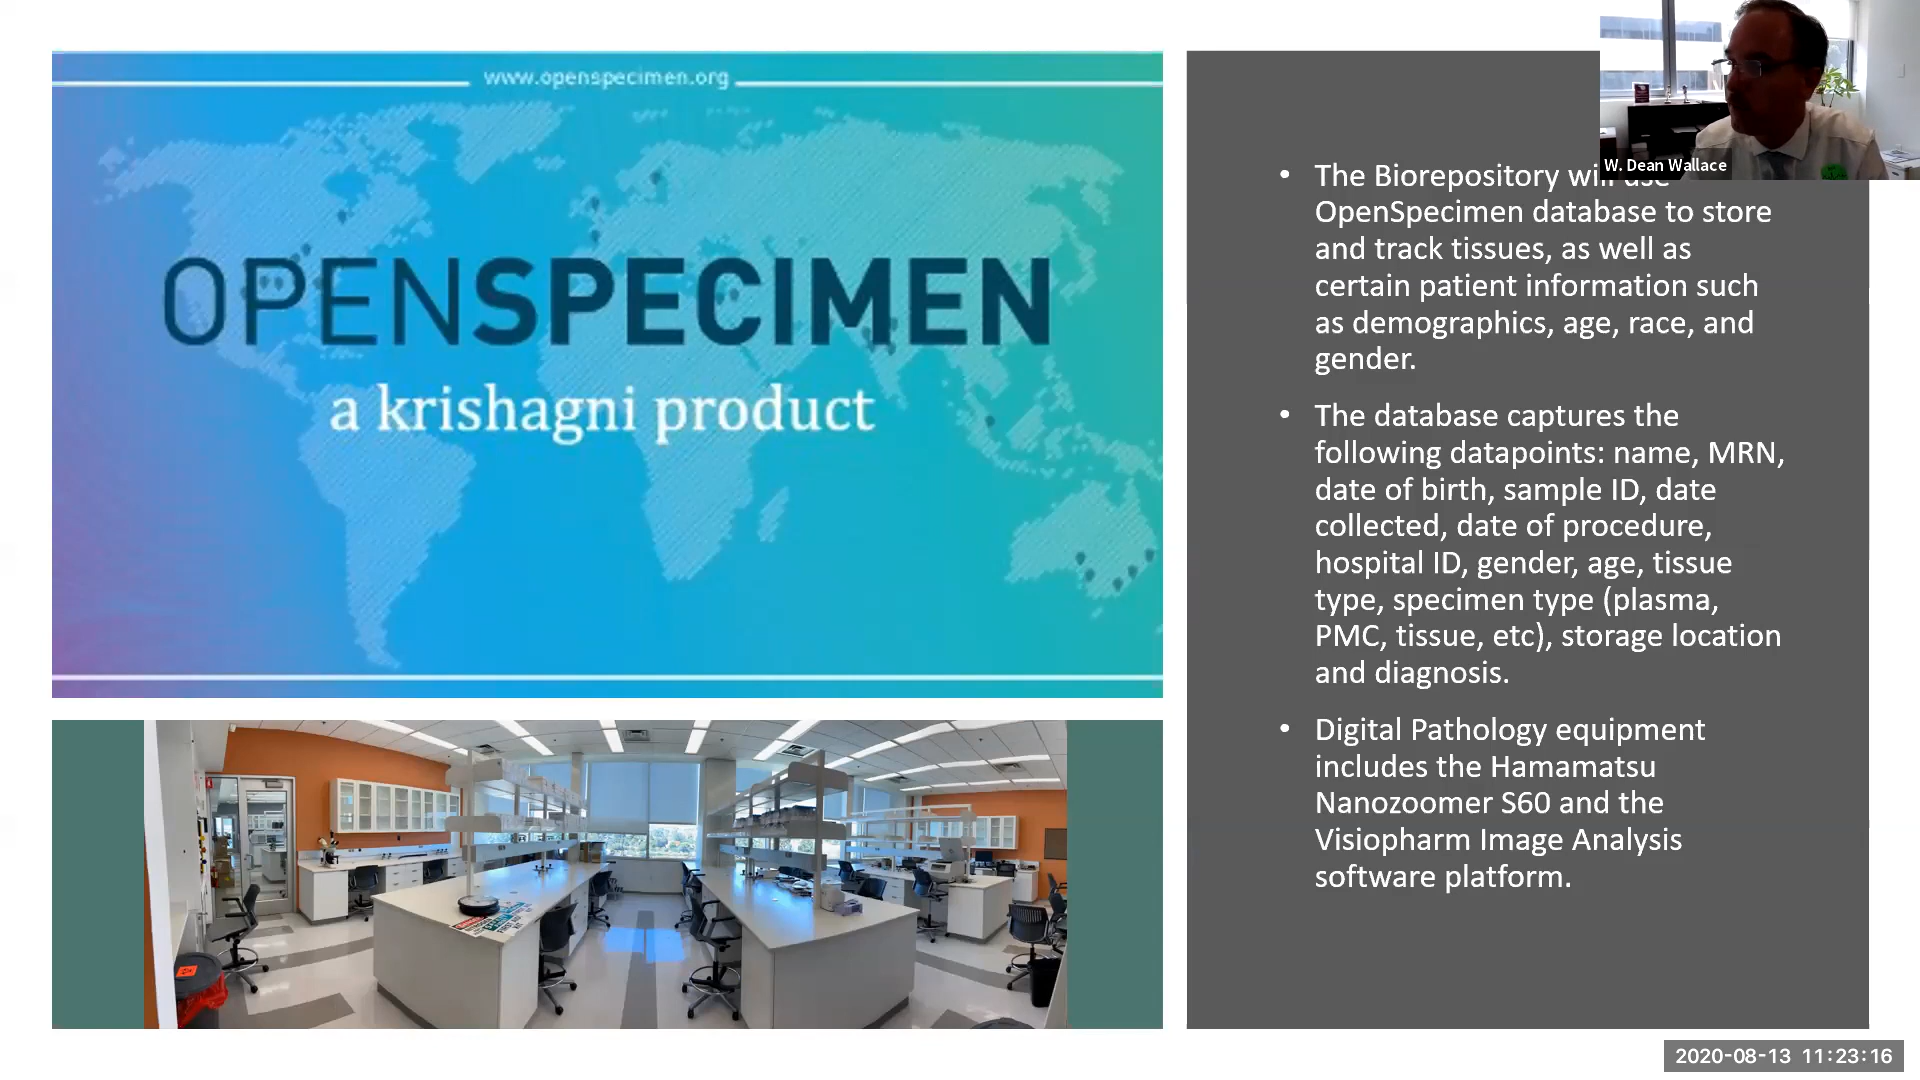 www.openspecimen.org
OPENSPECIMEN
a krishagni product
W. Dean Wallace
• The Biorepository will use
OpenSpecimen database to store
and track tissues, as well as
certain patient information such
as demographics, age, race, and
gender.
• The database captures the
following datapoints: name, MRN,
date of birth, sample ID, date
collected, date of procedure,
hospital ID, gender, age, tissue
type, specimen type (plasma,
PMC, tissue, etc), storage location
and diagnosis.
• Digital Pathology equipment
includes the Hamamatsu
Nanozoomer S60 and the
Visiopharm Image Analysis
software platform.
2020-08-13 11:23:16